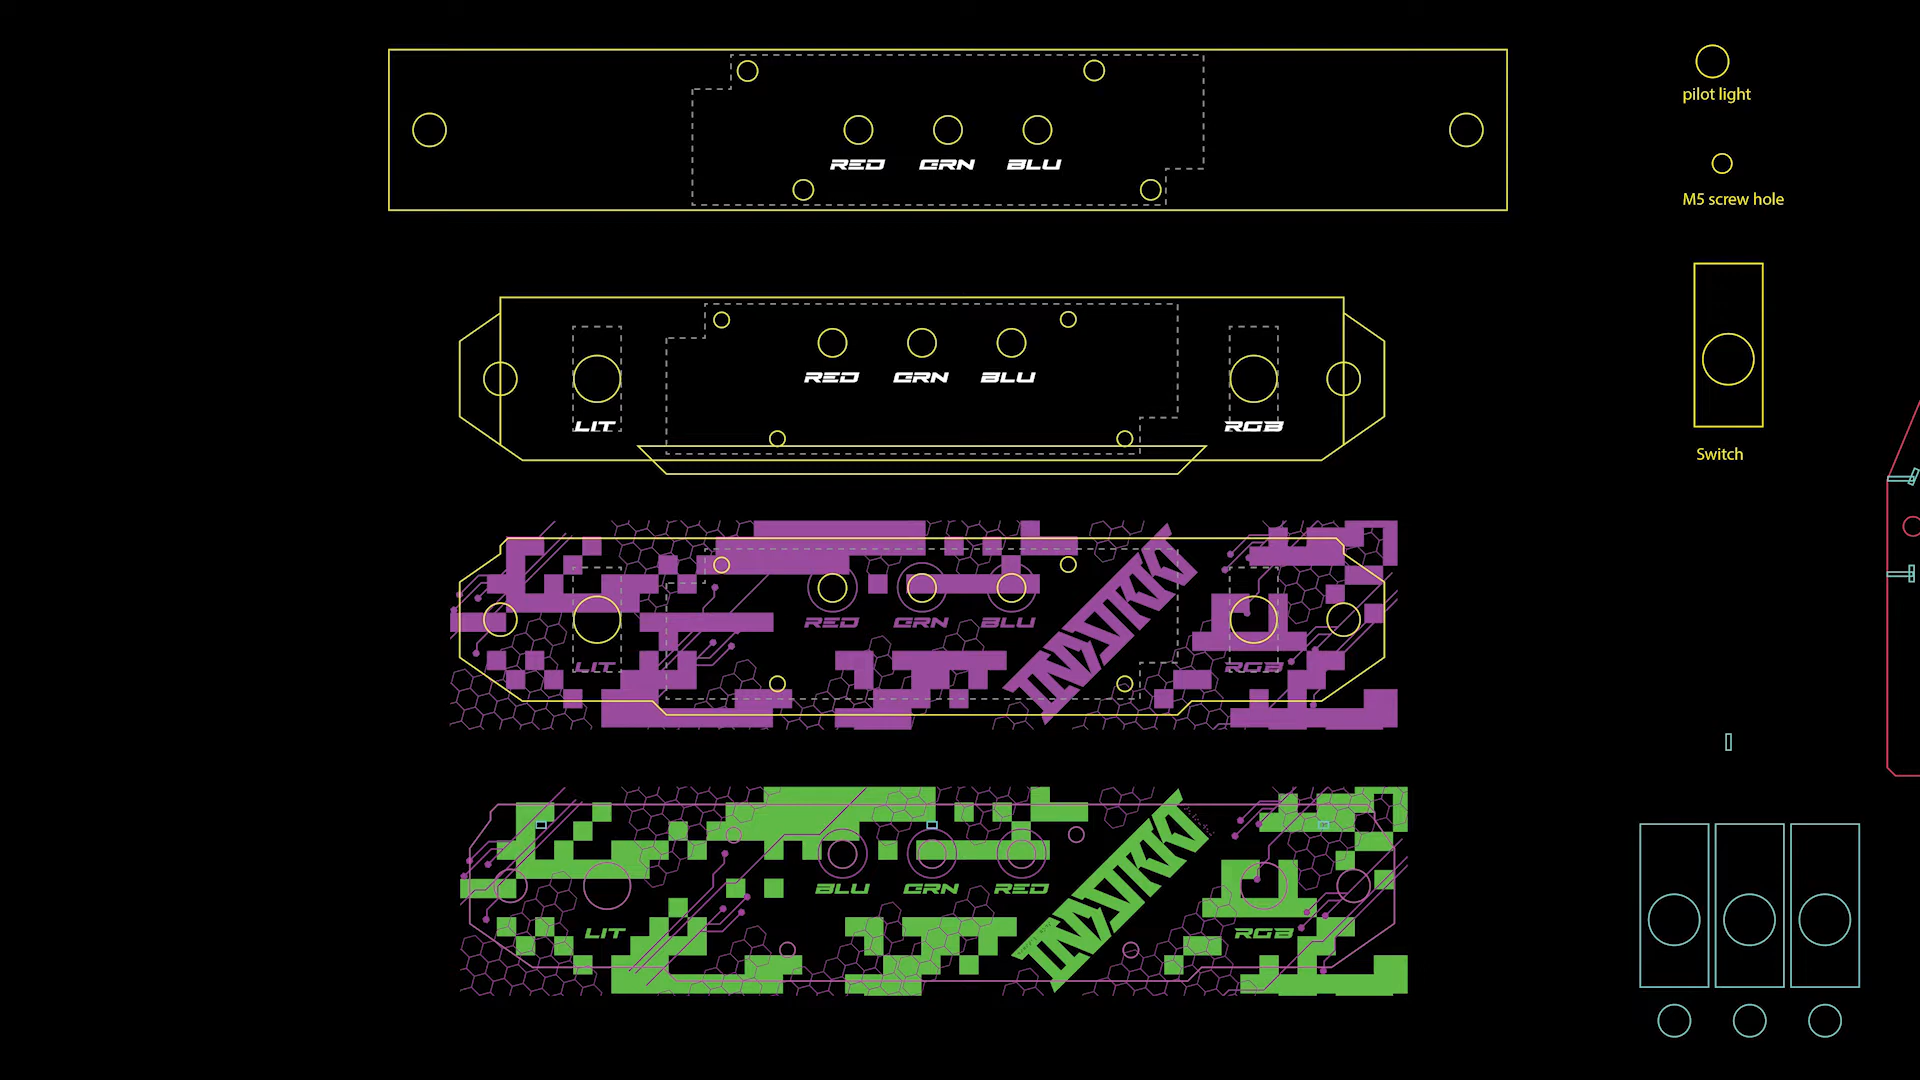 pilot light
RED GRN BLU
M5 screw hole
RED GRN BLU
LIT RGB
Switch
RED GRN BLU
LIT RGB
BLU GRN RED
LIT RGB